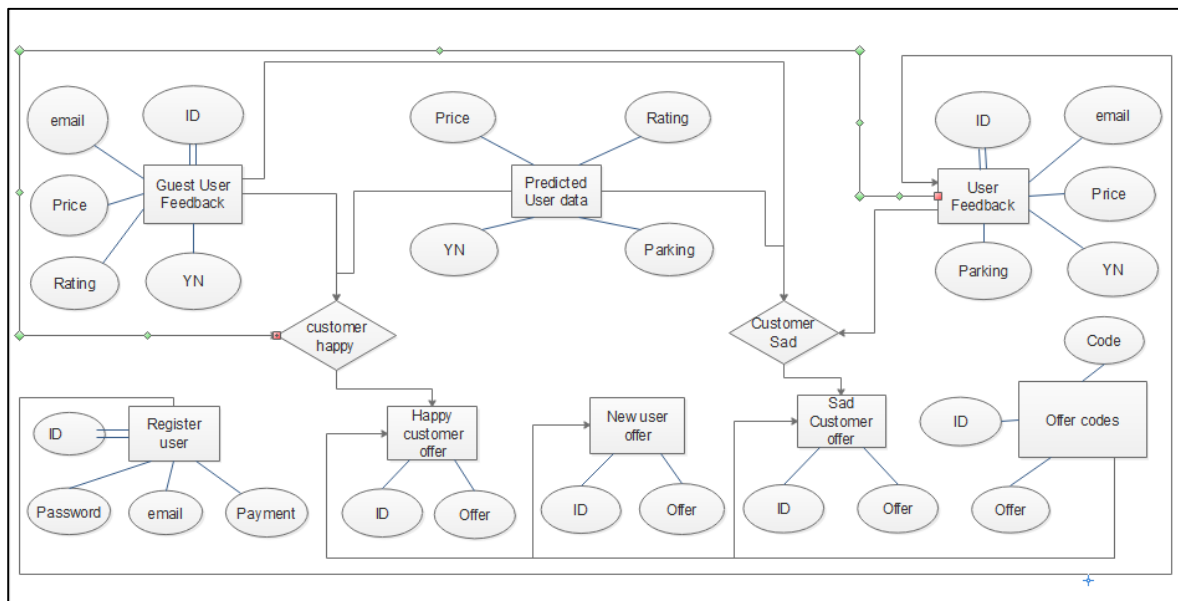 email
ID
Price
Guest User
Feedback
Rating
YN
Price
Rating
Predicted
User data
YN
Parking
ID
email
User
Feedback
Price
Parking
YN
customer
happy
Customer
Sad
Code
ID
Register
user
Password
email
Payment
Happy
customer
offer
ID
Offer
New user
offer
ID
Offer
Sad
Customer
offer
ID
Offer
ID
Offer codes
Offer